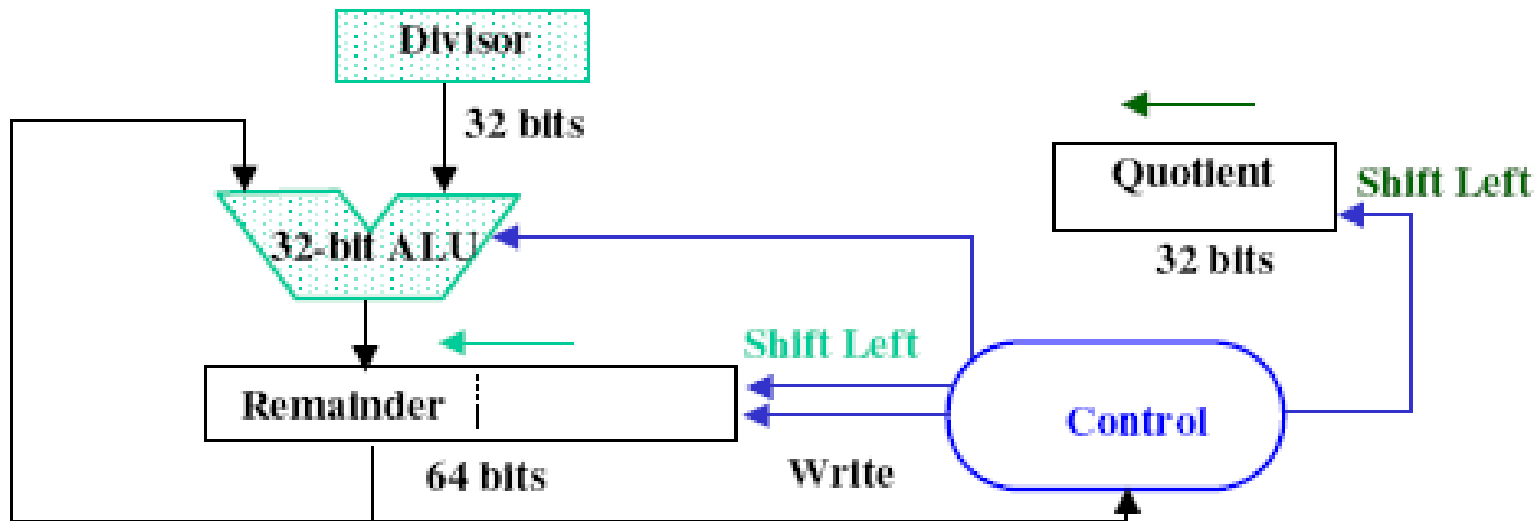 Divisor
32 bits
Quotient
Shift Left
32-bit ALU
32 bits
Shift Left
Remainder
Control
64 bits
Write